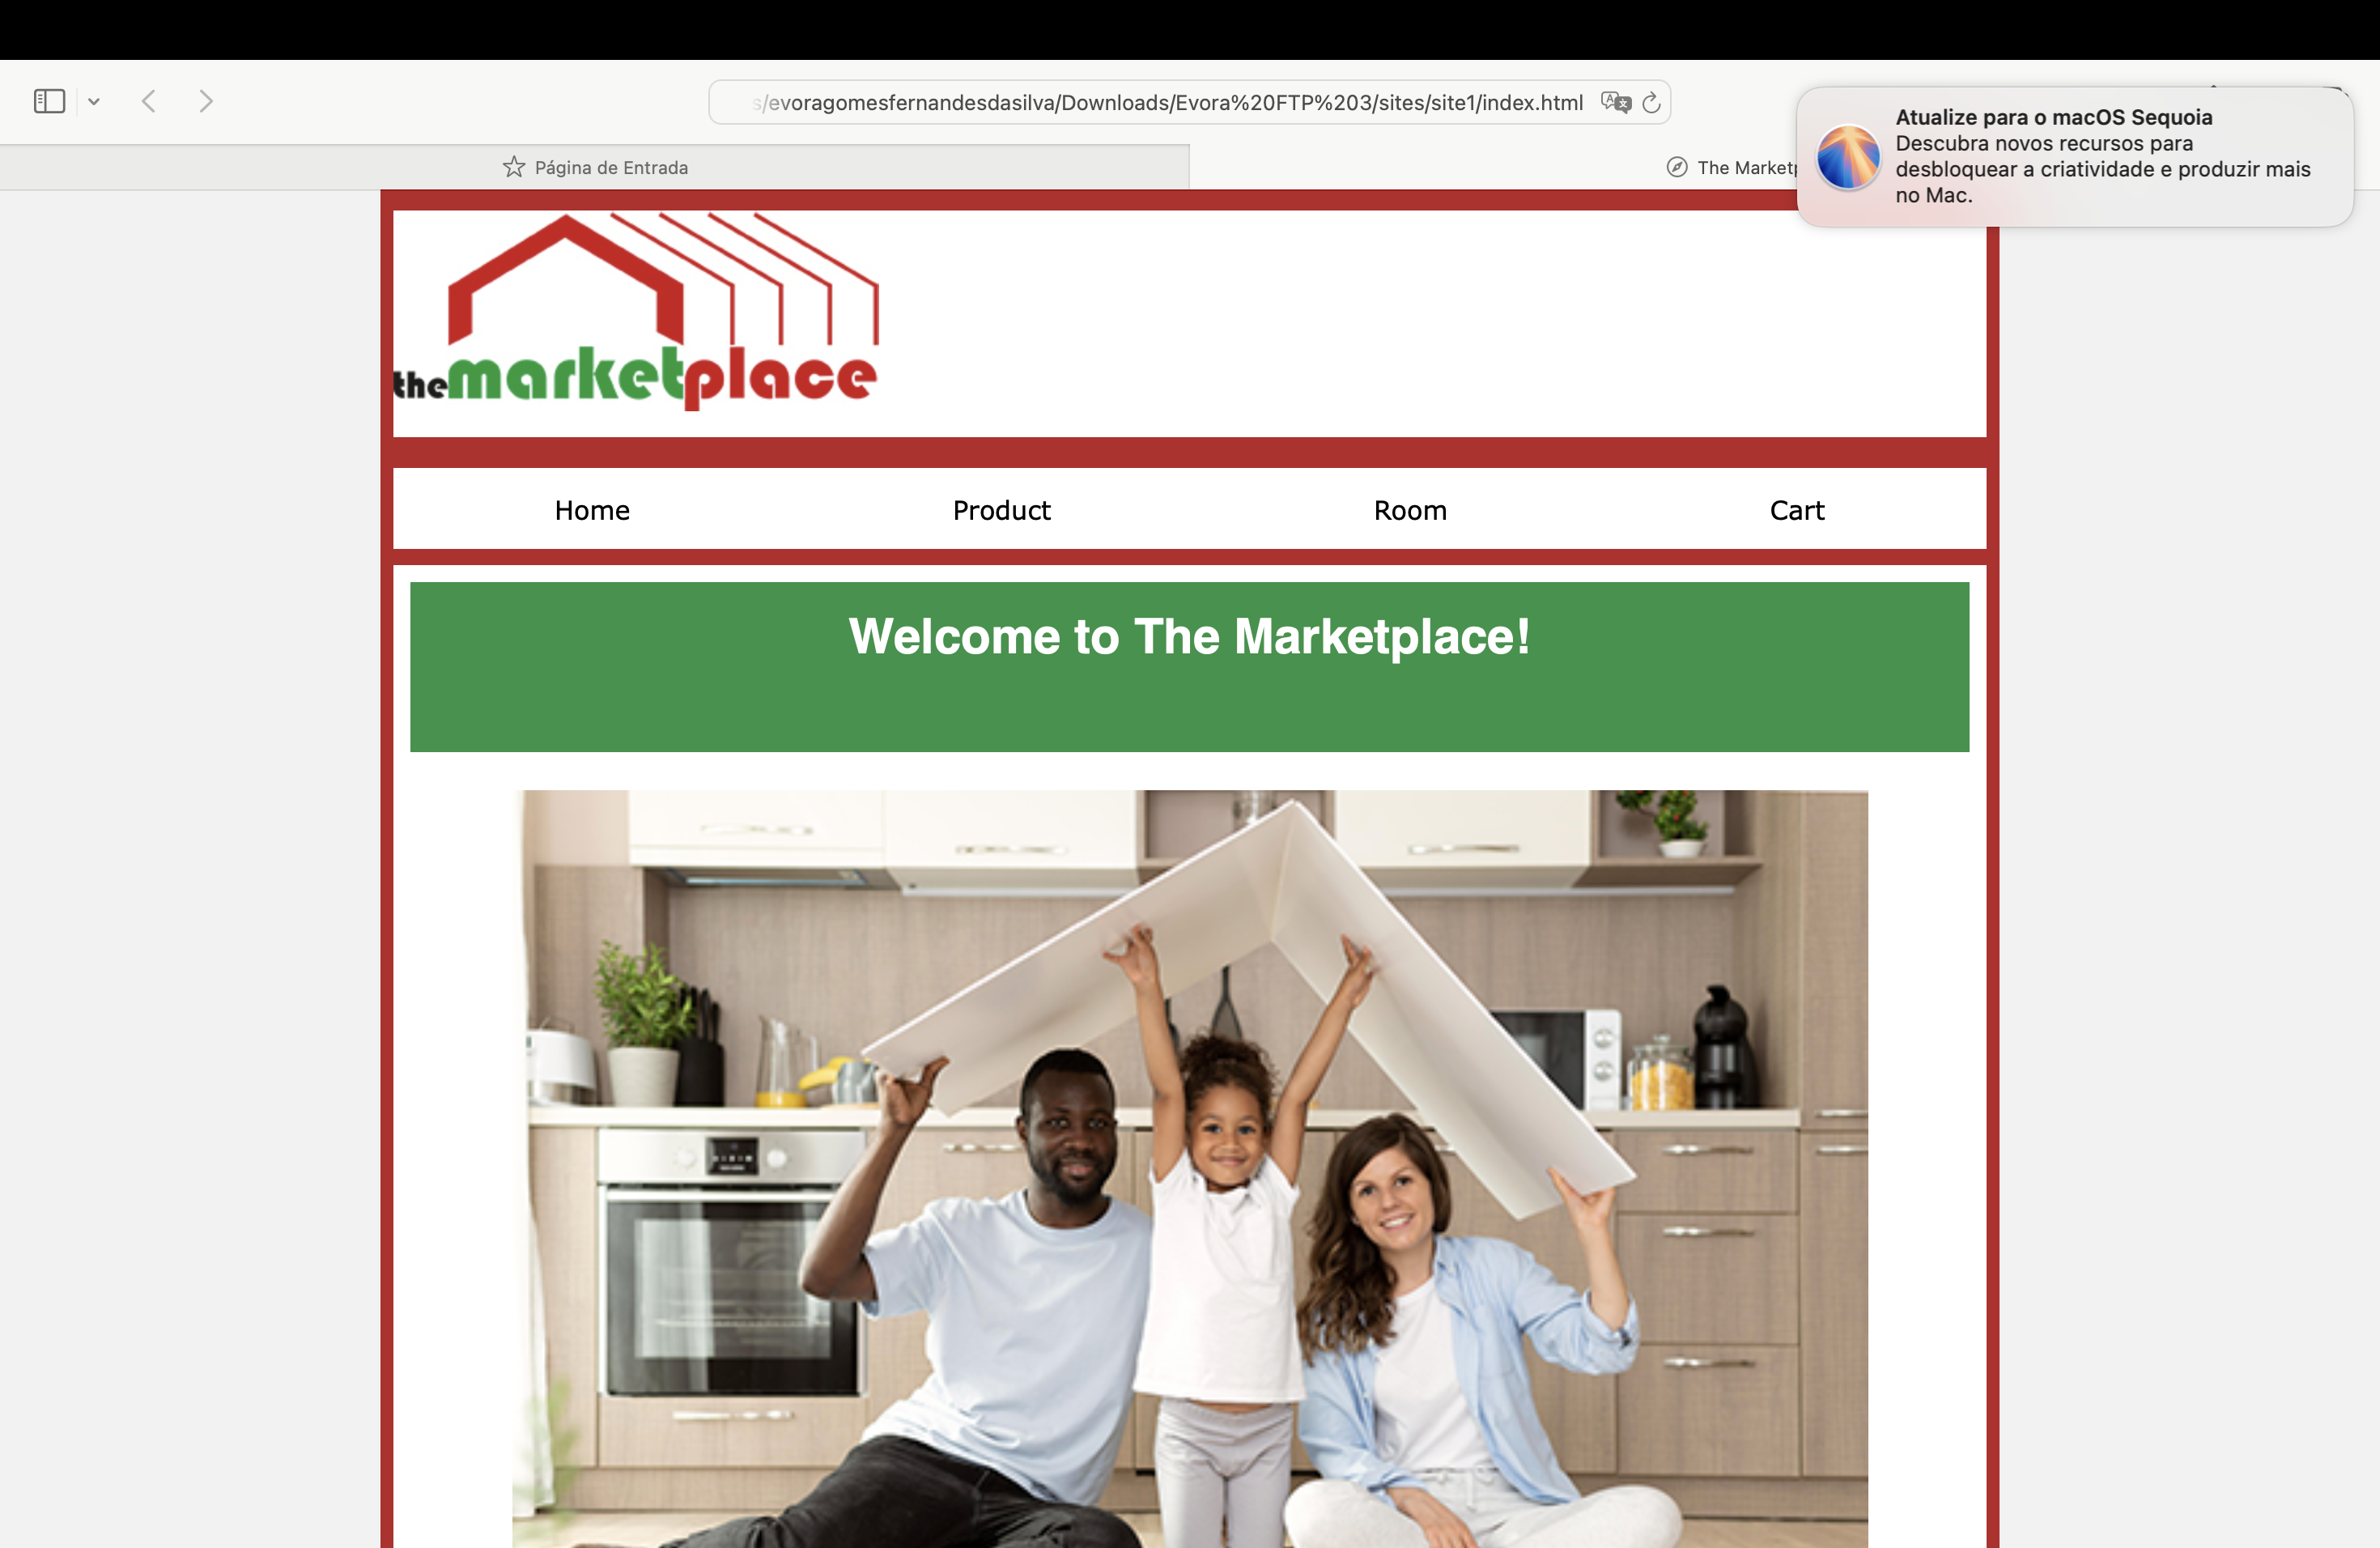 s/evoragomesfernandesdasilva/Downloads/Evora%20FTP%203/sites/site1/index.html
Atualize para o macOS Sequoia
Descubra novos recursos para
desbloquear a criatividade e produzir mais
no Mac.
Página de Entrada
The Marketp
themarketplace
Home
Product
Room
Cart
Welcome to The Marketplace!